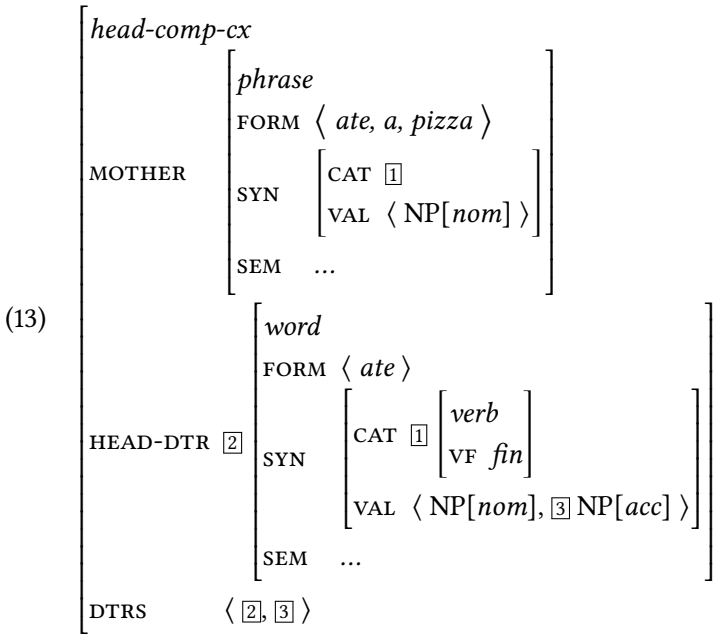 head-comp-cx
phrase
FORM ⟨ ate, a, pizza ⟩
MOTHER
SYN
CAT 1
VAL ⟨ NP[nom] ⟩
SEM ...
(13)
word
FORM ⟨ ate ⟩
HEAD-DTR 2
SYN
CAT 1
verb
VF fin
VAL ⟨ NP[nom], 3 NP[acc] ⟩
SEM ...
DTRS ⟨ 2, 3 ⟩